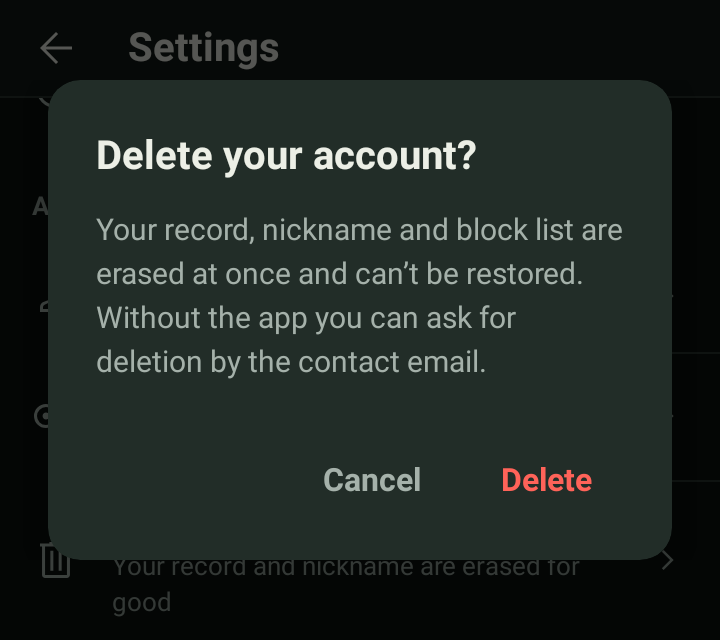 Settings
Delete your account?
Your record, nickname and block list are
erased at once and can’t be restored.
Without the app you can ask for
deletion by the contact email.
Cancel Delete
Your record and nickname are erased for
good